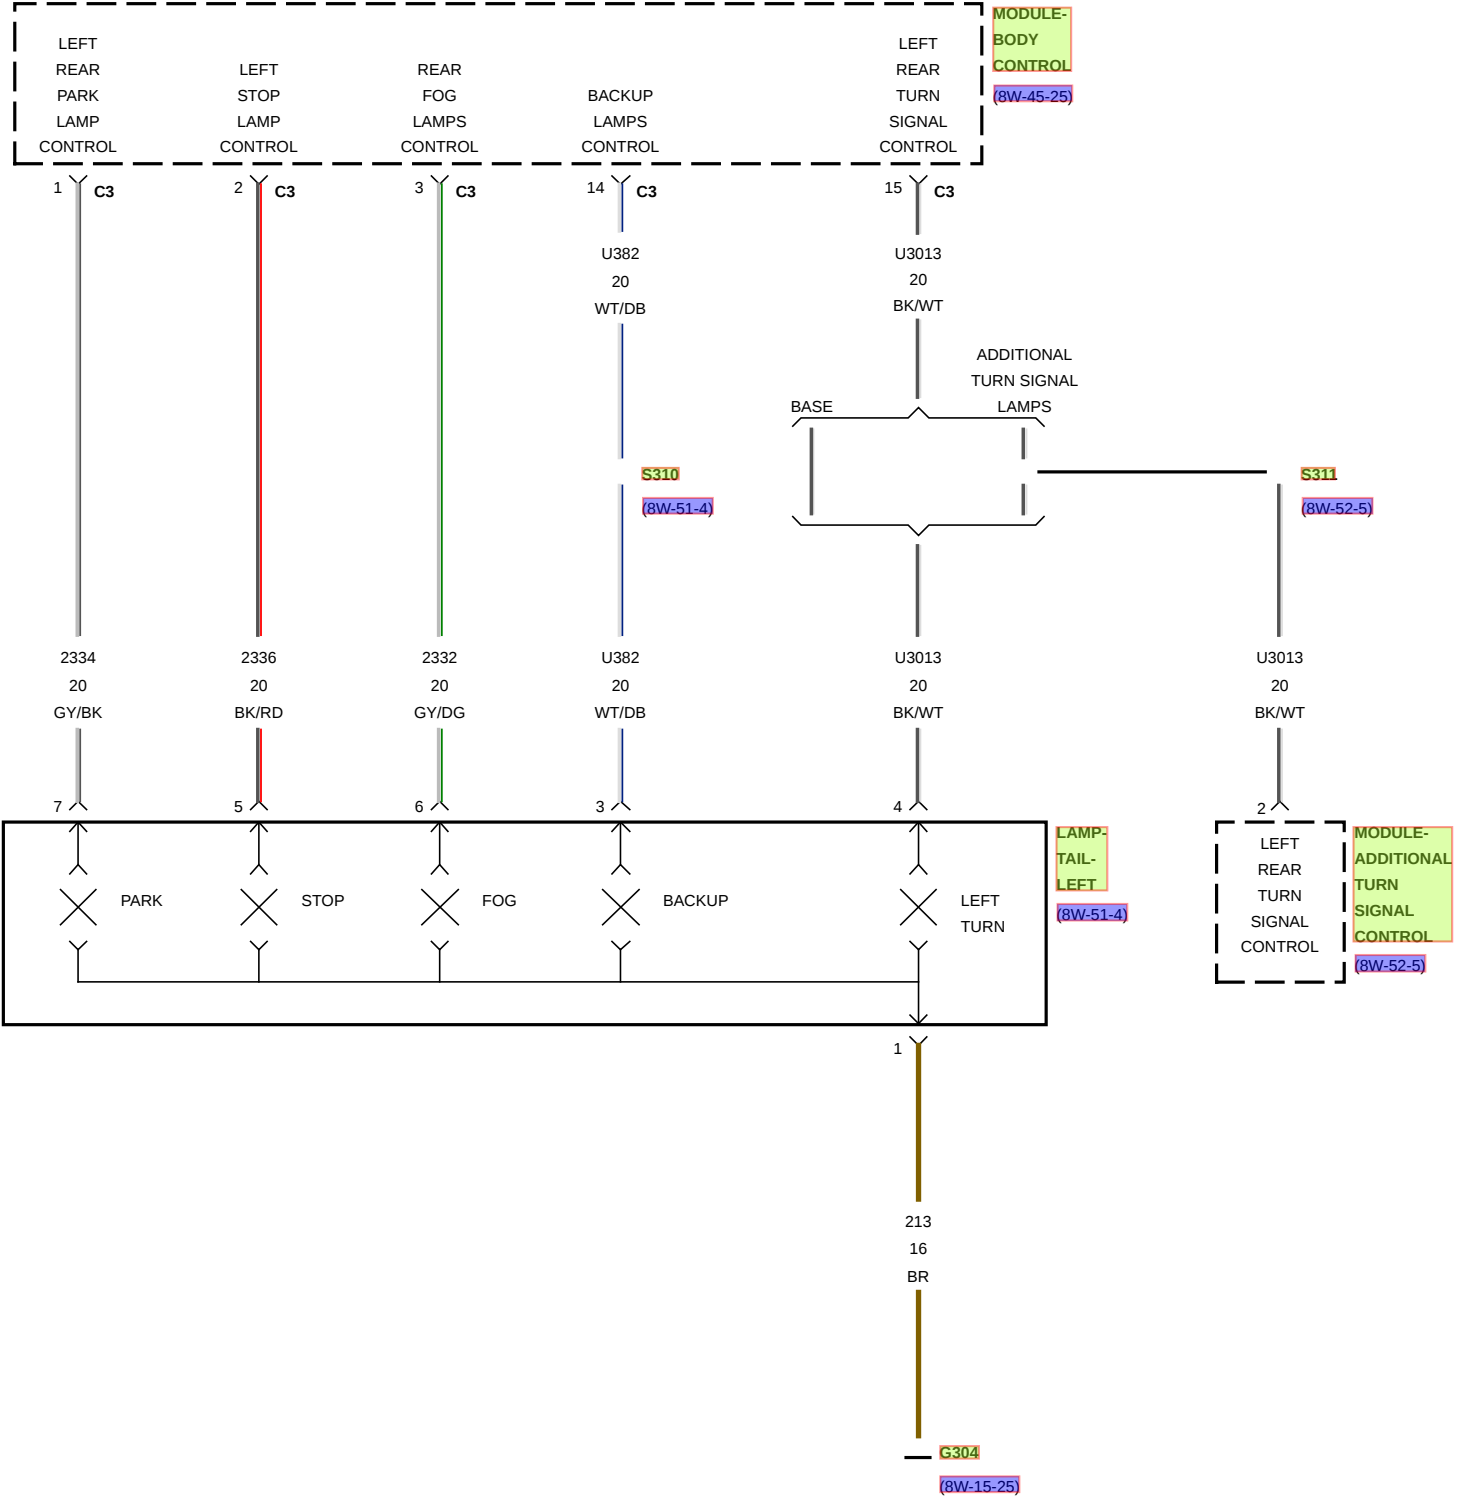 LEFT
REAR
PARK
LAMP
CONTROL
LEFT
STOP
LAMP
CONTROL
REAR
FOG
LAMPS
CONTROL
BACKUP
LAMPS
CONTROL
LEFT
REAR
TURN
SIGNAL
CONTROL
MODULE-
BODY
CONTROL
(8W-45-25)
1 C3
2 C3
3 C3
14 C3
15 C3
U382
20
WT/DB
U3013
20
BK/WT
BASE
ADDITIONAL
TURN SIGNAL
LAMPS
S310
(8W-51-4)
S311
(8W-52-5)
2334
20
GY/BK
2336
20
BK/RD
2332
20
GY/DG
U382
20
WT/DB
U3013
20
BK/WT
U3013
20
BK/WT
7
5
6
3
4
2
PARK
STOP
FOG
BACKUP
LEFT
TURN
LAMP-
TAIL-
LEFT
(8W-51-4)
LEFT
REAR
TURN
SIGNAL
CONTROL
MODULE-
ADDITIONAL
TURN
SIGNAL
CONTROL
(8W-52-5)
1
213
16
BR
G304
(8W-15-25)